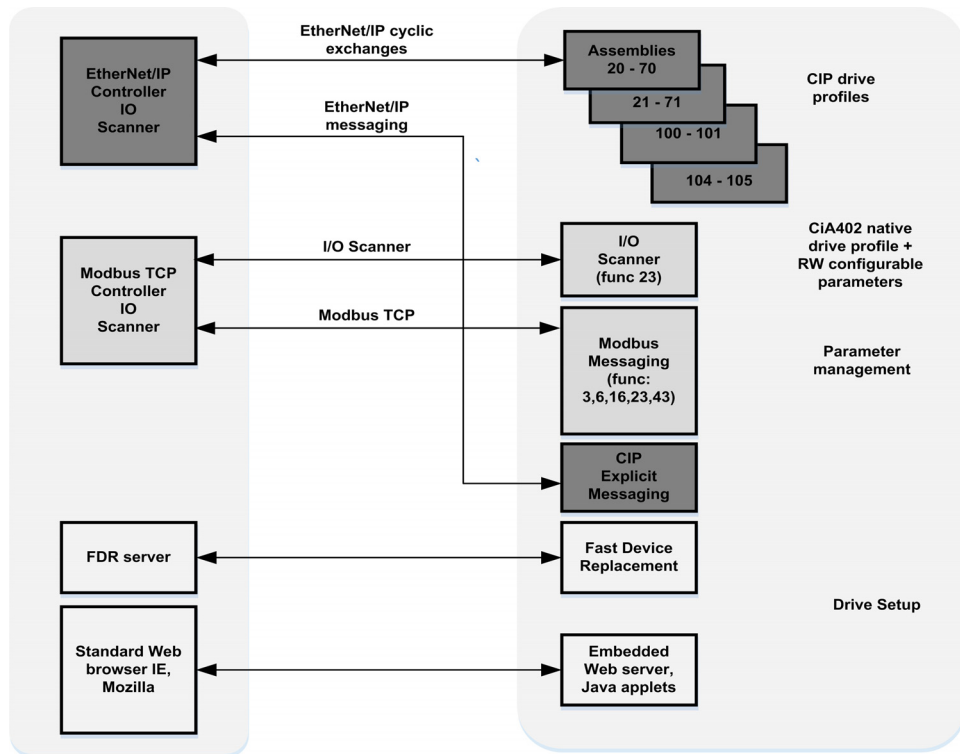 EtherNet/IP cyclic
exchanges
EtherNet/IP
Controller
IO
Scanner
EtherNet/IP
messaging
Assemblies
20 - 70
21 - 71
100 - 101
104 - 105
CIP drive
profiles
Modbus TCP
Controller
IO
Scanner
I/O Scanner
Modbus TCP
I/O
Scanner
(func 23)
CiA402 native
drive profile +
RW configurable
parameters
Modbus
Messaging
(func:
3,6,16,23,43)
Parameter
management
CIP
Explicit
Messaging
FDR server
Fast Device
Replacement
Drive Setup
Standard Web
browser IE,
Mozilla
Embedded
Web server,
Java applets